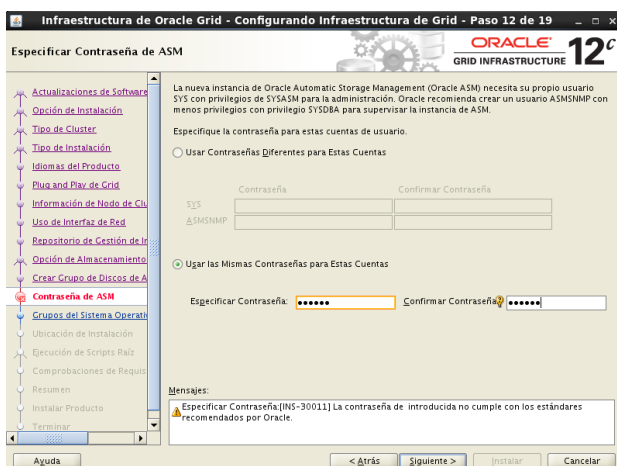 Infraestructura de Oracle Grid - Configurando Infraestructura de Grid - Paso 12 de 19
Especificar Contraseña de ASM
ORACLE
GRID INFRASTRUCTURE
12c
Actualizaciones de Software
Opción de Instalación
Tipo de Cluster
Tipo de Instalación
Idiomas del Producto
Plug and Play de Grid
Información de Nodo de Clu
Uso de Interfaz de Red
Repositorio de Gestión de Ir
Opción de Almacenamiento
Crear Grupo de Discos de A
Contraseña de ASM
Grupos del Sistema Operati
Ubicación de Instalación
Ejecución de Scripts Raíz
Comprobaciones de Requis
Resumen
Instalar Producto
Terminar
La nueva instancia de Oracle Automatic Storage Management (Oracle ASM) necesita su propio usuario
SYS con privilegios de SYSASM para la administración. Oracle recomienda crear un usuario ASMSNMP con
menos privilegios con privilegio SYSDBA para supervisar la instancia de ASM.
Especifique la contraseña para estas cuentas de usuario.
Usar Contraseñas Diferentes para Estas Cuentas
Contraseña Confirmar Contraseña
SYS
ASMSNMP
Usar las Mismas Contraseñas para Estas Cuentas
Especificar Contraseña: •••••• Confirmar Contraseña ••••••
Mensajes:
Especificar Contraseña:[INS-30011] La contraseña de introducida no cumple con los estándares
recomendados por Oracle.
Ayuda
< Atrás
Siguiente >
Instalar
Cancelar